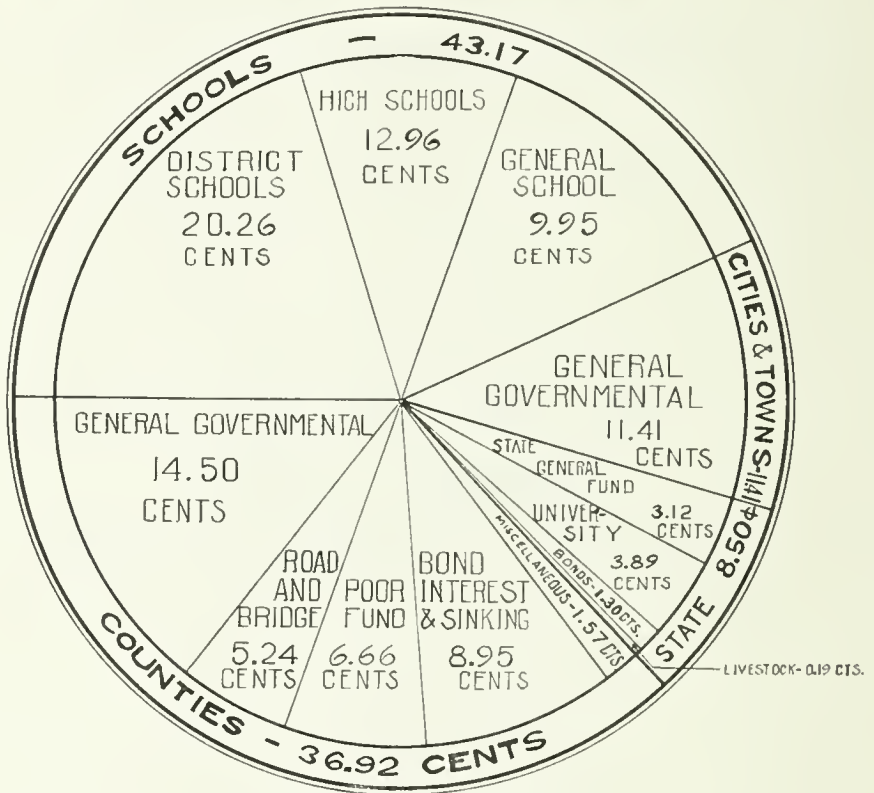 SCHOOLS - 43.17
HIGH SCHOOLS
12.96
CENTS
DISTRICT
SCHOOLS
20.26
CENTS
GENERAL
SCHOOL
9.95
CENTS
CITIES & TOWNS-11.41¢
GENERAL
GOVERNMENTAL
11.41
CENTS
STATE
GENERAL
FUND
3.12
CENTS
UNIVER-
SITY
3.89
CENTS
BONDS-1.30 CTS.
STATE 8.50
LIVESTOCK-0.19 CTS.
GENERAL GOVERNMENTAL
14.50
CENTS
ROAD
AND
BRIDGE
5.24
CENTS
POOR
FUND
6.66
CENTS
BOND
INTEREST
& SINKING
8.95
CENTS
MISCELLANEOUS-1.57 CTS
COUNTIES - 36.92 CENTS